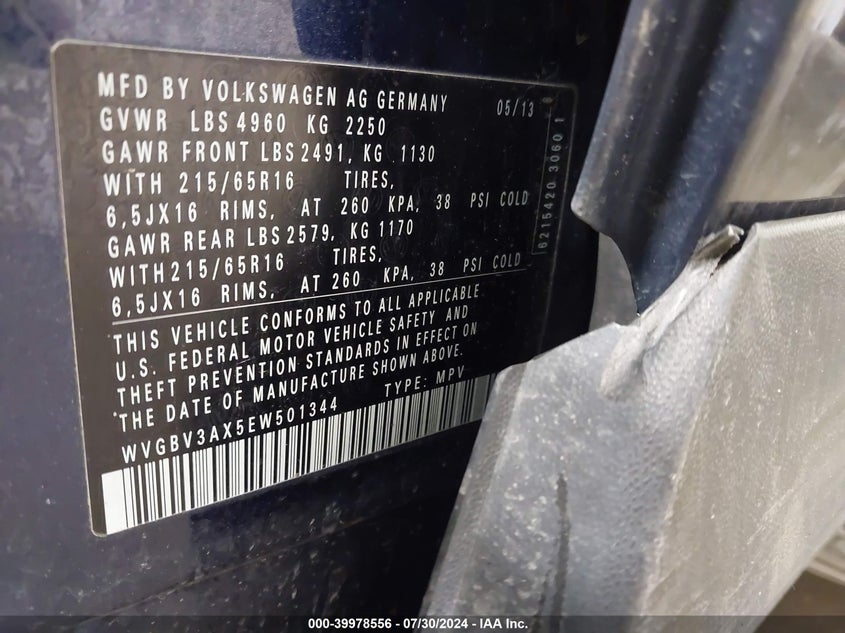 MFD BY VOLKSWAGEN AG GERMANY 05/13
GVWR LBS 4960 KG 2250
GAWR FRONT LBS 2491, KG 1130
WITH 215/65R16 TIRES,
6,5JX16 RIMS, AT 260 KPA, 38 PSI COLD
GAWR REAR LBS 2579, KG 1170
WITH 215/65R16 TIRES,
6,5JX16 RIMS, AT 260 KPA, 38 PSI COLD
THIS VEHICLE CONFORMS TO ALL APPLICABLE
U.S. FEDERAL MOTOR VEHICLE SAFETY AND
THEFT PREVENTION STANDARDS IN EFFECT ON
THE DATE OF MANUFACTURE SHOWN ABOVE.
WVGBV3AX5EW501344 TYPE: MPV
6215420 30601
000-39978556 / 07/30/2024 - IAA Inc.